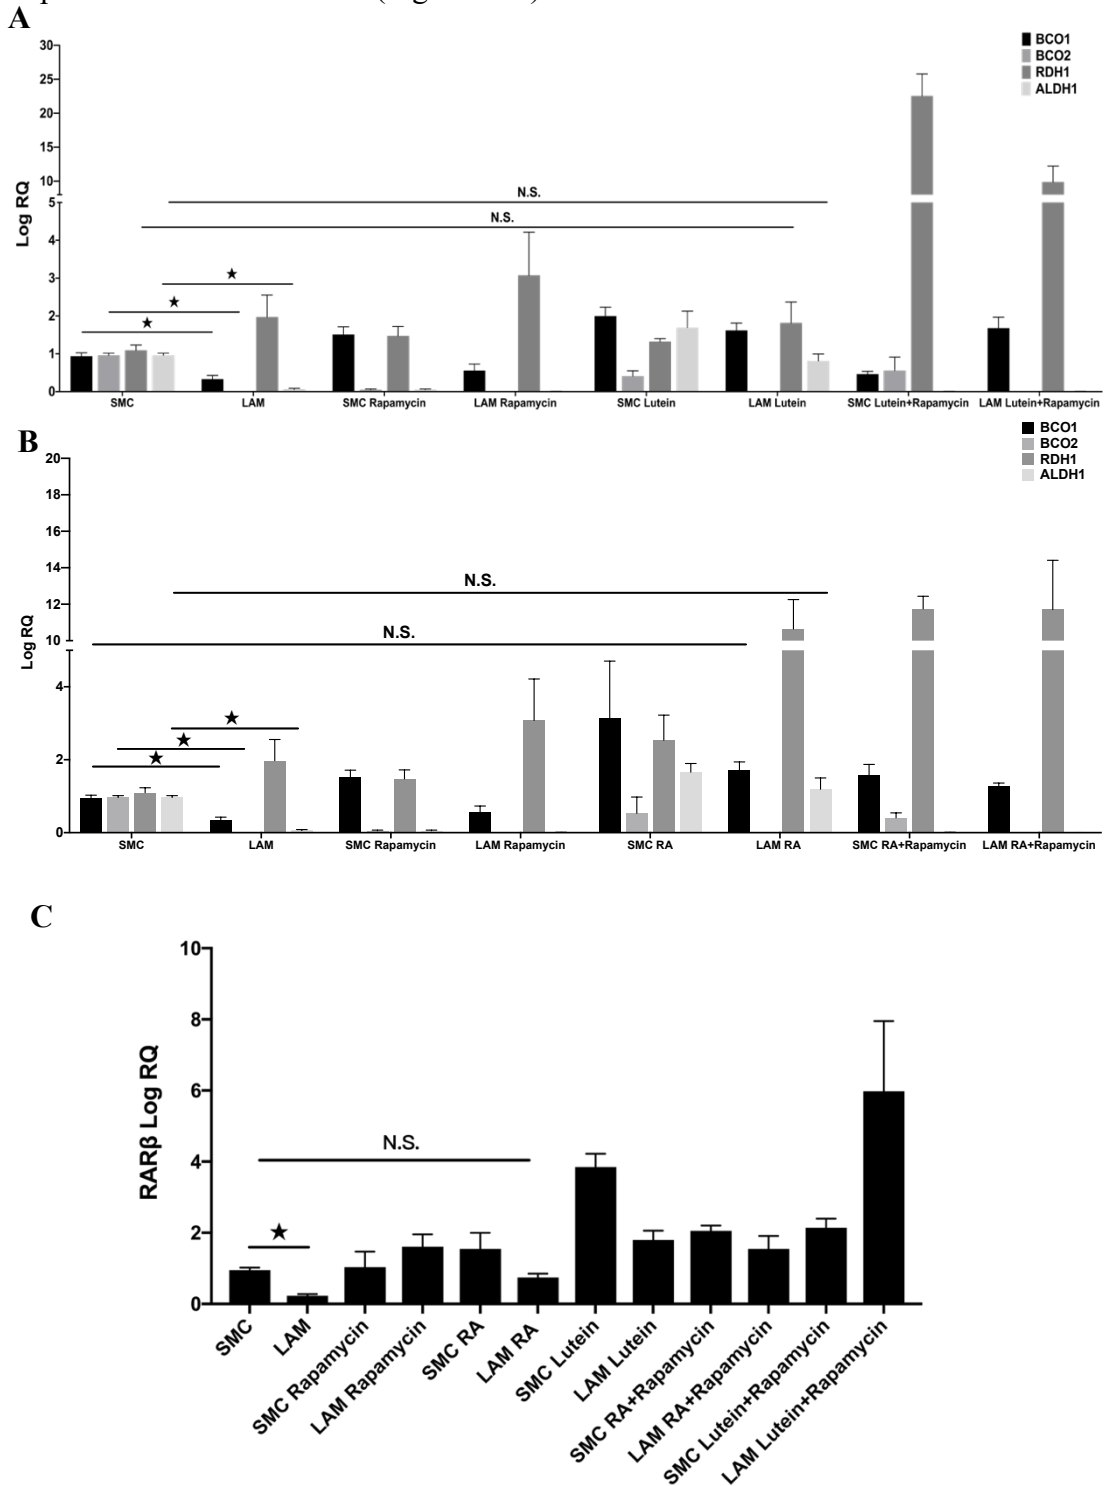 A
BCO1
BCO2
RDH1
ALDH1
30
25
20
15
10
5
4
3
2
1
0
Log RQ
N.S.
N.S.
★
★
★
SMC LAM SMC Rapamycin LAM Rapamycin SMC Lutein LAM Lutein SMC Lutein+Rapamycin LAM Lutein+Rapamycin
B
BCO1
BCO2
RDH1
ALDH1
20
18
16
14
12
10
4
2
0
Log RQ
N.S.
N.S.
★
★
★
SMC LAM SMC Rapamycin LAM Rapamycin SMC RA LAM RA SMC RA+Rapamycin LAM RA+Rapamycin
C
10
8
6
4
2
0
RARβ Log RQ
N.S.
★
SMC
LAM
SMC Rapamycin
LAM Rapamycin
SMC RA
LAM RA
SMC Lutein
LAM Lutein
SMC RA+Rapamycin
LAM RA+Rapamycin
SMC Lutein+Rapamycin
LAM Lutein+Rapamycin